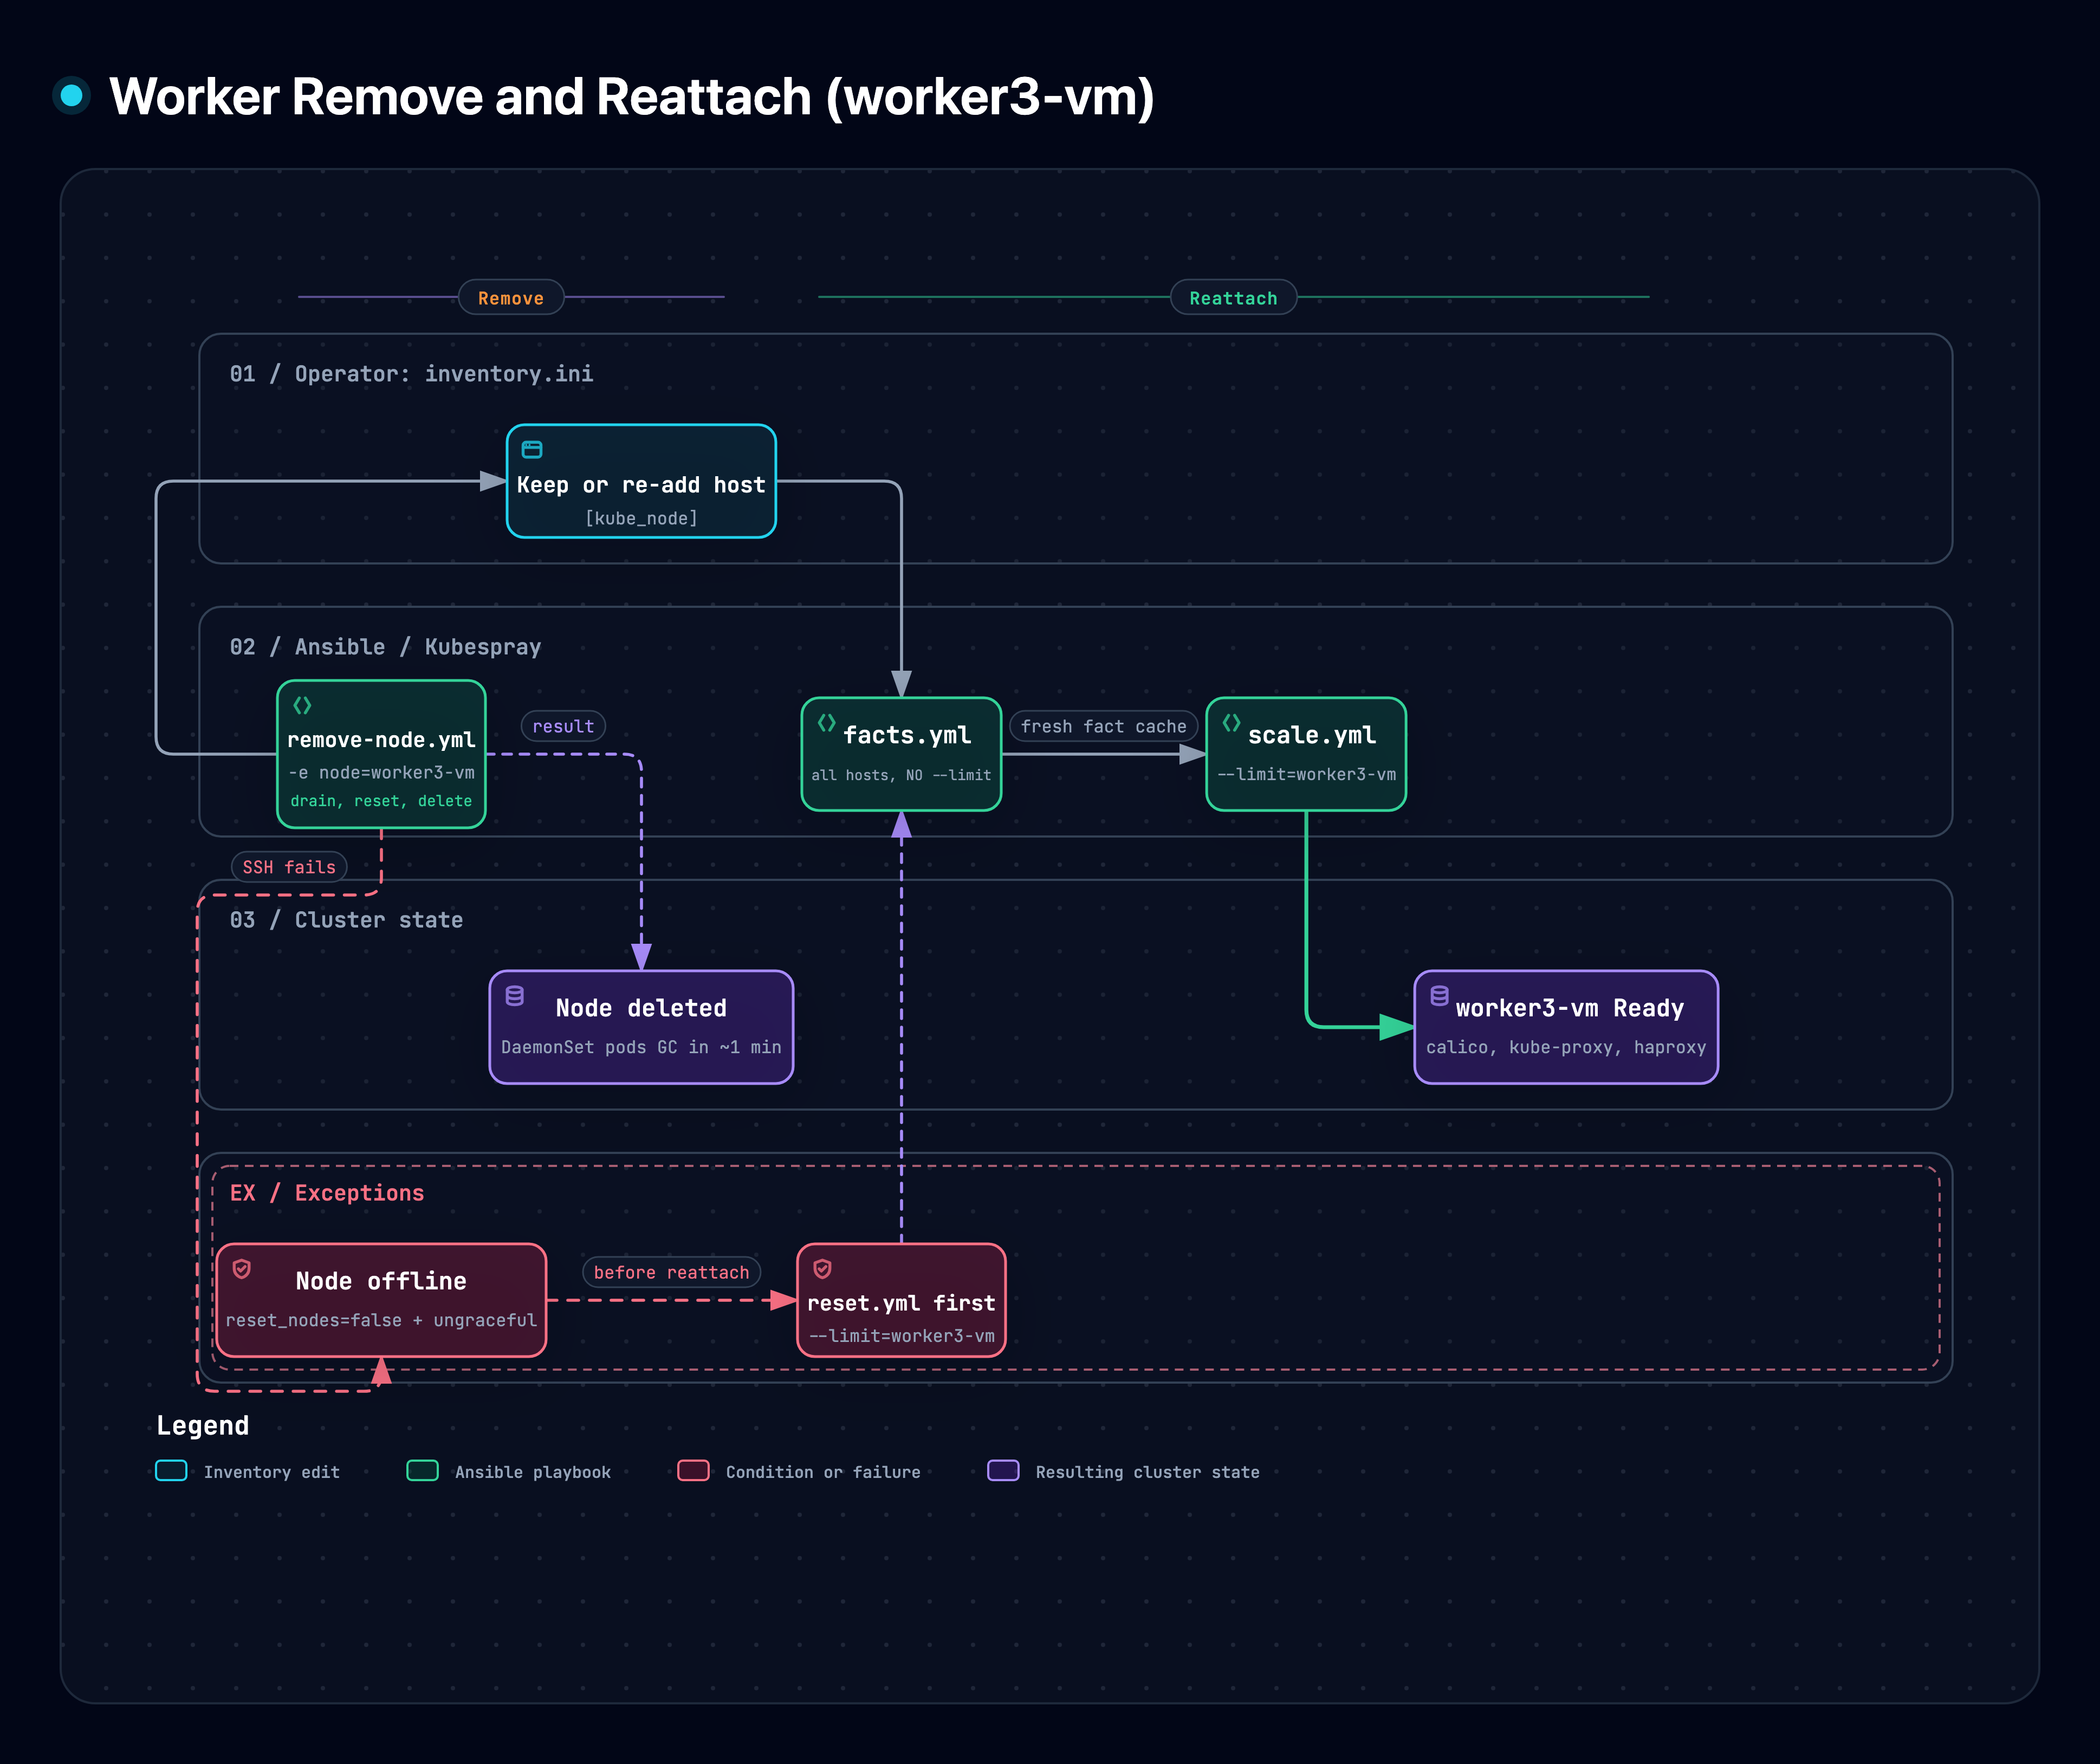 Worker Remove and Reattach (worker3-vm)
Remove
Reattach
01 / Operator: inventory.ini
Keep or re-add host
[kube_node]
02 / Ansible / Kubespray
remove-node.yml
-e node=worker3-vm
drain, reset, delete
result
facts.yml
all hosts, NO --limit
fresh fact cache
scale.yml
--limit=worker3-vm
SSH fails
03 / Cluster state
Node deleted
DaemonSet pods GC in ~1 min
worker3-vm Ready
calico, kube-proxy, haproxy
EX / Exceptions
Node offline
reset_nodes=false + ungraceful
before reattach
reset.yml first
--limit=worker3-vm
Legend
Inventory edit
Ansible playbook
Condition or failure
Resulting cluster state